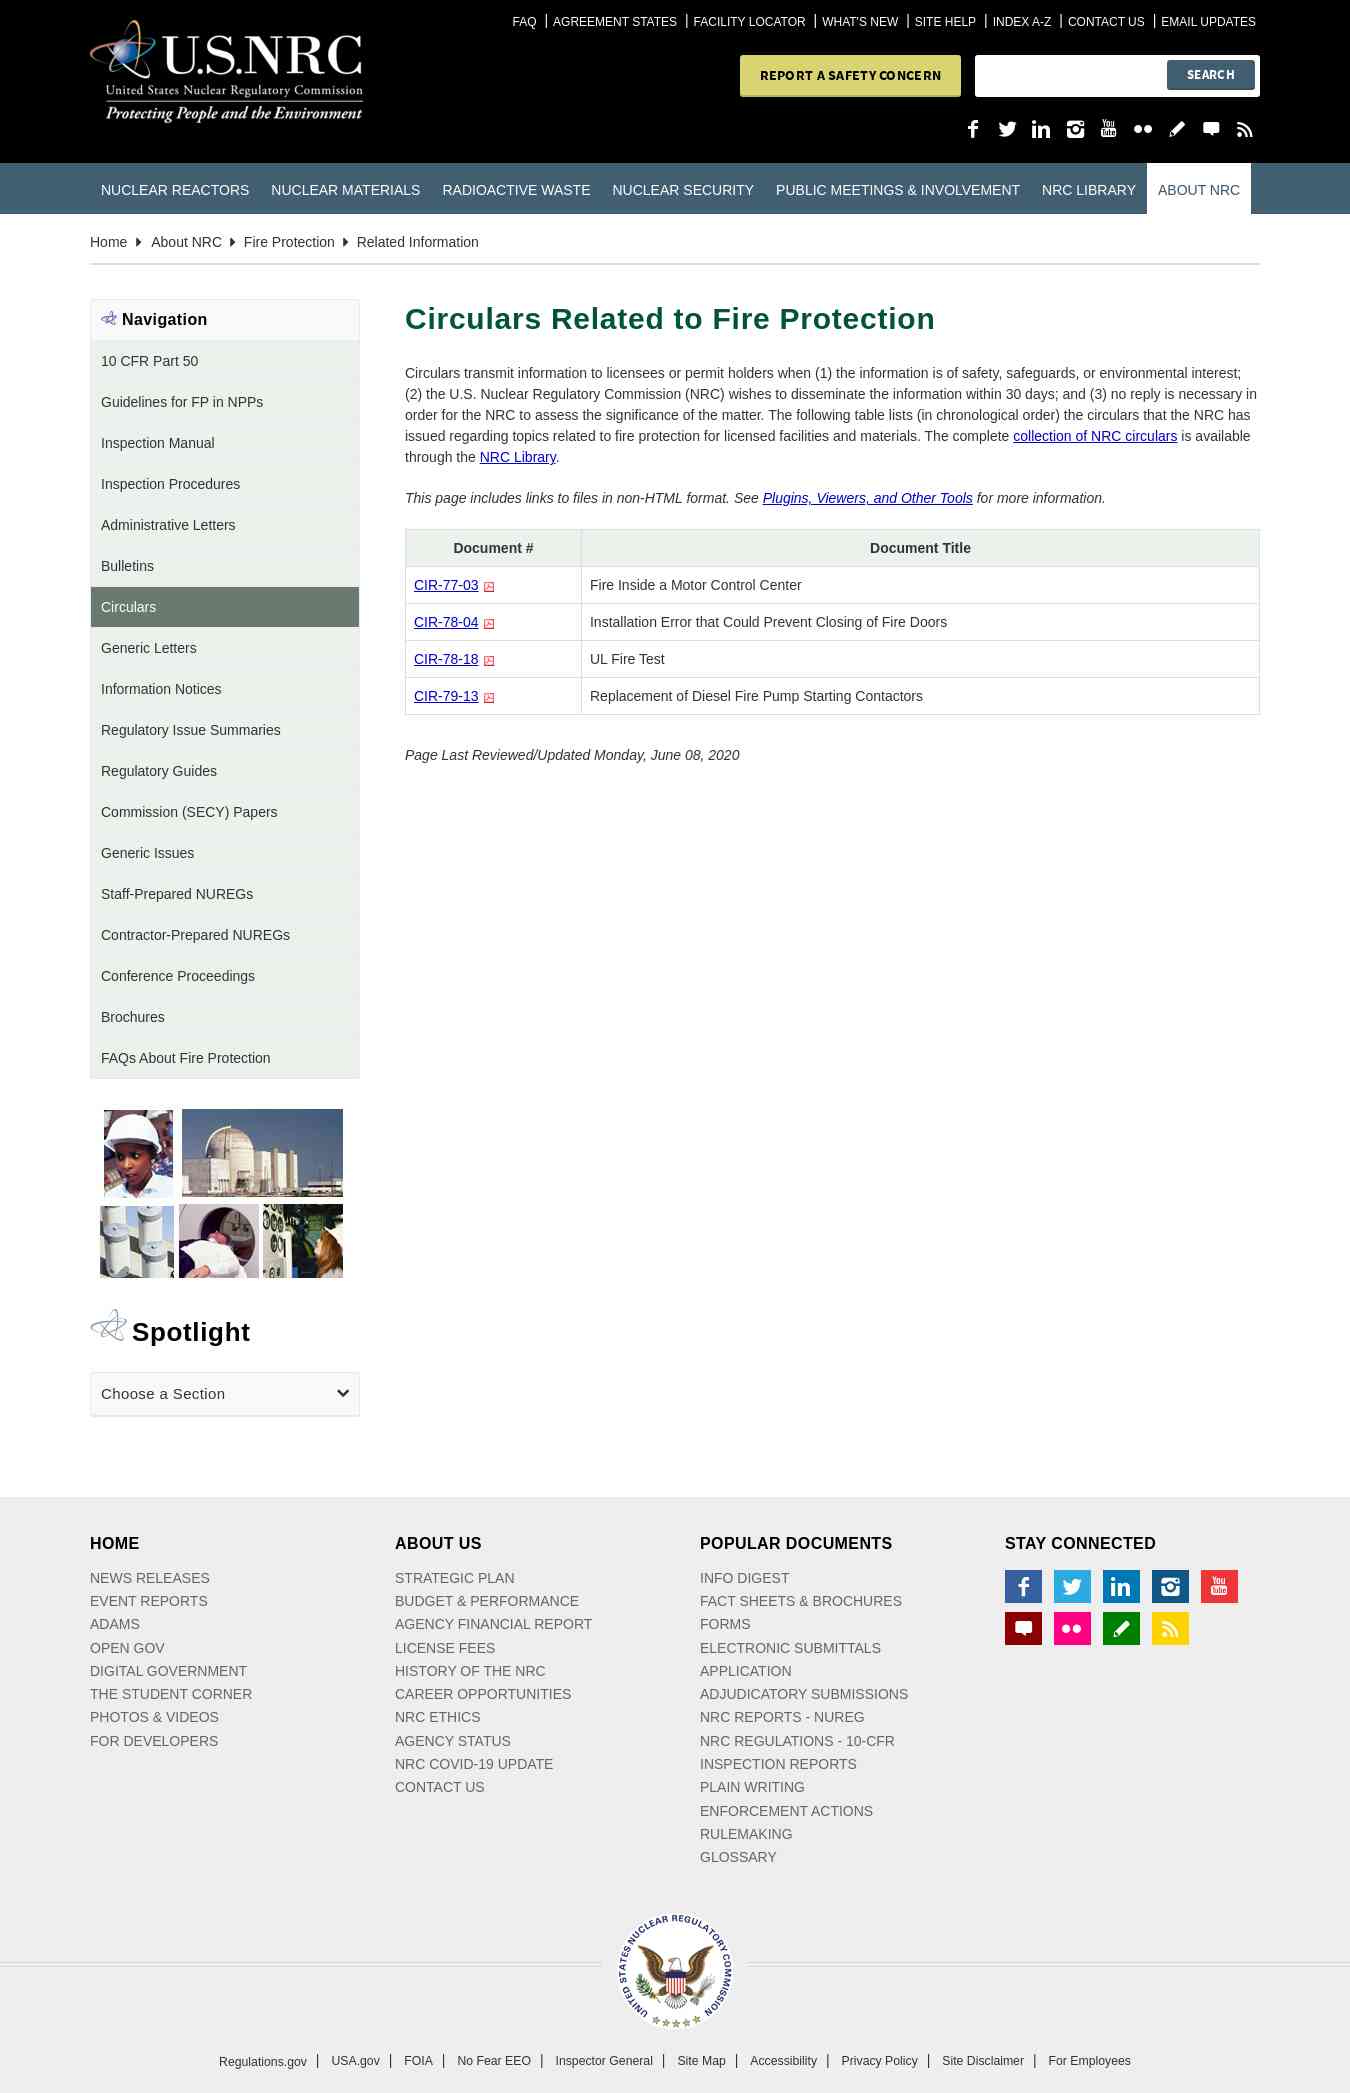 FAQ | AGREEMENT STATES | FACILITY LOCATOR | WHAT'S NEW | SITE HELP | INDEX A-Z | CONTACT US | EMAIL UPDATES
U.S.NRC
United States Nuclear Regulatory Commission
Protecting People and the Environment
REPORT A SAFETY CONCERN
SEARCH
You Tube
NUCLEAR REACTORS NUCLEAR MATERIALS RADIOACTIVE WASTE NUCLEAR SECURITY PUBLIC MEETINGS & INVOLVEMENT NRC LIBRARY ABOUT NRC
Home About NRC Fire Protection Related Information
Navigation
10 CFR Part 50
Guidelines for FP in NPPs
Inspection Manual
Inspection Procedures
Administrative Letters
Bulletins
Circulars
Generic Letters
Information Notices
Regulatory Issue Summaries
Regulatory Guides
Commission (SECY) Papers
Generic Issues
Staff-Prepared NUREGs
Contractor-Prepared NUREGs
Conference Proceedings
Brochures
FAQs About Fire Protection
Spotlight
Choose a Section
Circulars Related to Fire Protection
Circulars transmit information to licensees or permit holders when (1) the information is of safety, safeguards, or environmental interest;
(2) the U.S. Nuclear Regulatory Commission (NRC) wishes to disseminate the information within 30 days; and (3) no reply is necessary in
order for the NRC to assess the significance of the matter. The following table lists (in chronological order) the circulars that the NRC has
issued regarding topics related to fire protection for licensed facilities and materials. The complete collection of NRC circulars is available
through the NRC Library.
This page includes links to files in non-HTML format. See Plugins, Viewers, and Other Tools for more information.
Document # Document Title
CIR-77-03 Fire Inside a Motor Control Center
CIR-78-04 Installation Error that Could Prevent Closing of Fire Doors
CIR-78-18 UL Fire Test
CIR-79-13 Replacement of Diesel Fire Pump Starting Contactors
Page Last Reviewed/Updated Monday, June 08, 2020
HOME
NEWS RELEASES
EVENT REPORTS
ADAMS
OPEN GOV
DIGITAL GOVERNMENT
THE STUDENT CORNER
PHOTOS & VIDEOS
FOR DEVELOPERS
ABOUT US
STRATEGIC PLAN
BUDGET & PERFORMANCE
AGENCY FINANCIAL REPORT
LICENSE FEES
HISTORY OF THE NRC
CAREER OPPORTUNITIES
NRC ETHICS
AGENCY STATUS
NRC COVID-19 UPDATE
CONTACT US
POPULAR DOCUMENTS
INFO DIGEST
FACT SHEETS & BROCHURES
FORMS
ELECTRONIC SUBMITTALS
APPLICATION
ADJUDICATORY SUBMISSIONS
NRC REPORTS - NUREG
NRC REGULATIONS - 10-CFR
INSPECTION REPORTS
PLAIN WRITING
ENFORCEMENT ACTIONS
RULEMAKING
GLOSSARY
STAY CONNECTED
You Tube
UNITED STATES NUCLEAR REGULATORY COMMISSION
Regulations.gov | USA.gov | FOIA | No Fear EEO | Inspector General | Site Map | Accessibility | Privacy Policy | Site Disclaimer | For Employees